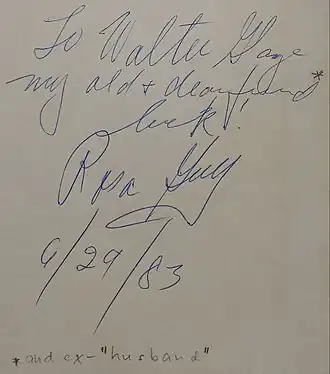 To Walter Gage
my old & dear friend*
luck!
Rosa Guy
6/29/83
*and ex-"husband"